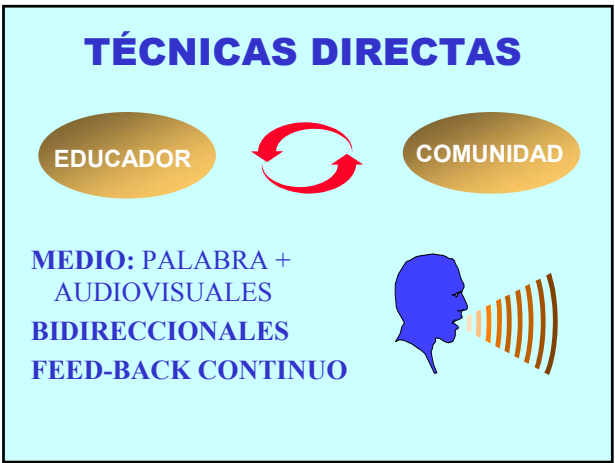 TÉCNICAS DIRECTAS
EDUCADOR
COMUNIDAD
MEDIO: PALABRA +
AUDIOVISUALES
BIDIRECCIONALES
FEED-BACK CONTINUO